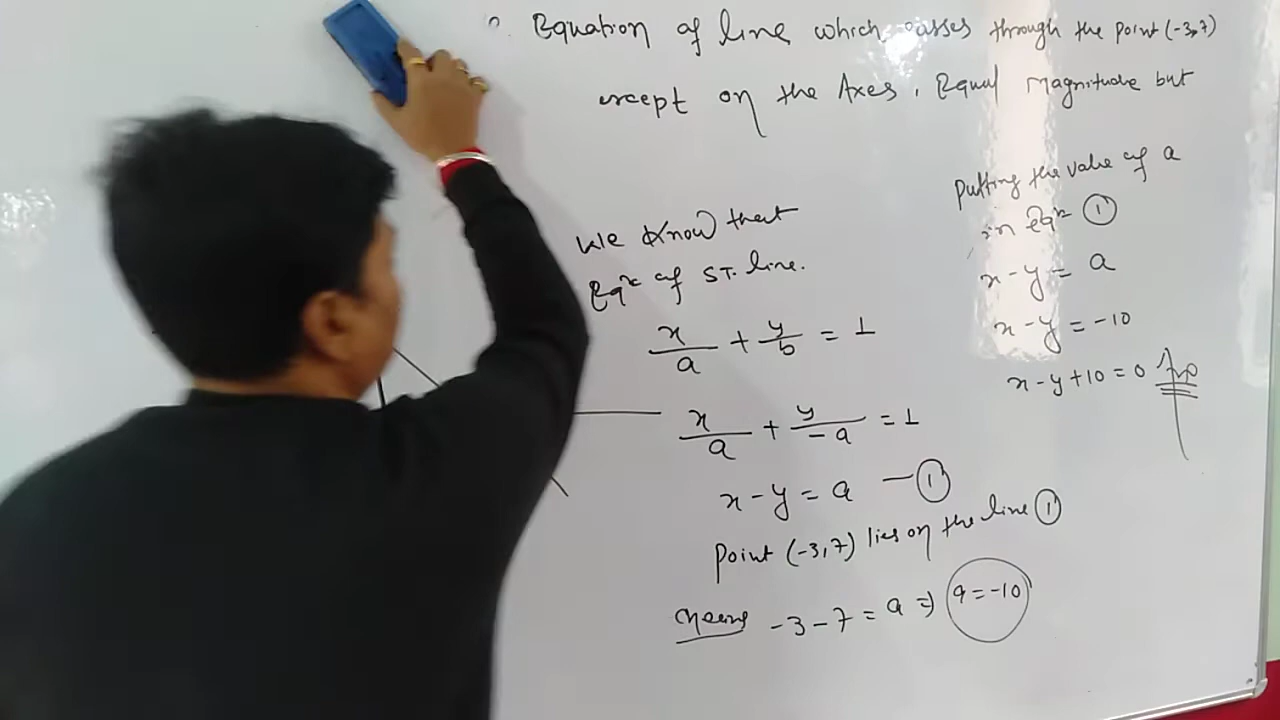 Equation of line which passes through the point (-3,7)
ercept on the Axes, Equal Magnitude but
We know that
Eqⁿ of ST. line.
x/a + y/b = 1
x/a + y/-a = 1
x - y = a — ①
Point (-3,7) lies on the line ①
Means -3 - 7 = a ⇒ a = -10
Putting the value of a
in Eqⁿ ①
x - y = a
x - y = -10
x - y + 10 = 0